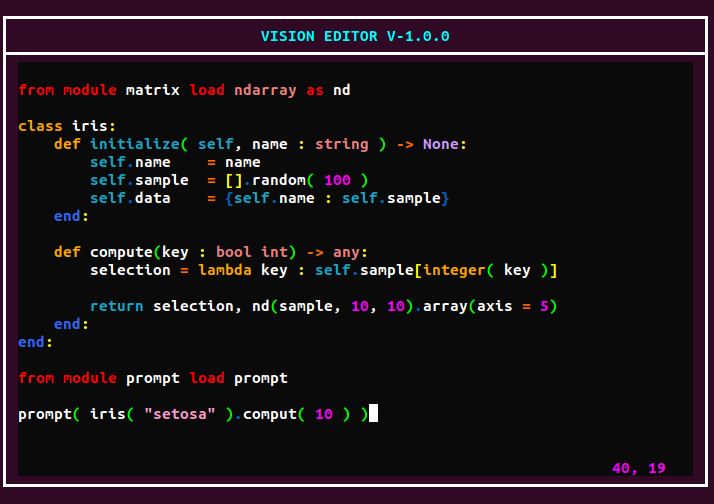 VISION EDITOR V-1.0.0
from module matrix load ndarray as nd
class iris:
    def initialize( self, name : string ) -> None:
        self.name    = name
        self.sample  = [].random( 100 )
        self.data    = {self.name : self.sample}
    end:
    def compute(key : bool int) -> any:
        selection = lambda key : self.sample[integer( key )]
        return selection, nd(sample, 10, 10).array(axis = 5)
    end:
end:
from module prompt load prompt
prompt( iris( "setosa" ).comput( 10 ) )
40, 19